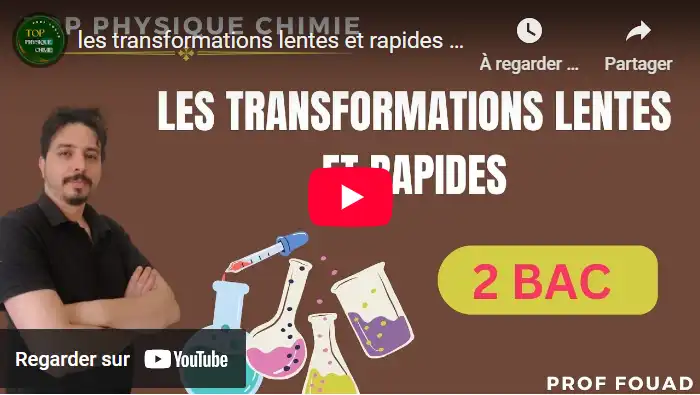 TOP PHYSIQUE CHIMIE
TOP
PHYSIQUE
CHIMIE
les transformations lentes et rapides ...
À regarder ...
Partager
LES TRANSFORMATIONS LENTES
ET RAPIDES
2 BAC
Regarder sur YouTube
PROF FOUAD